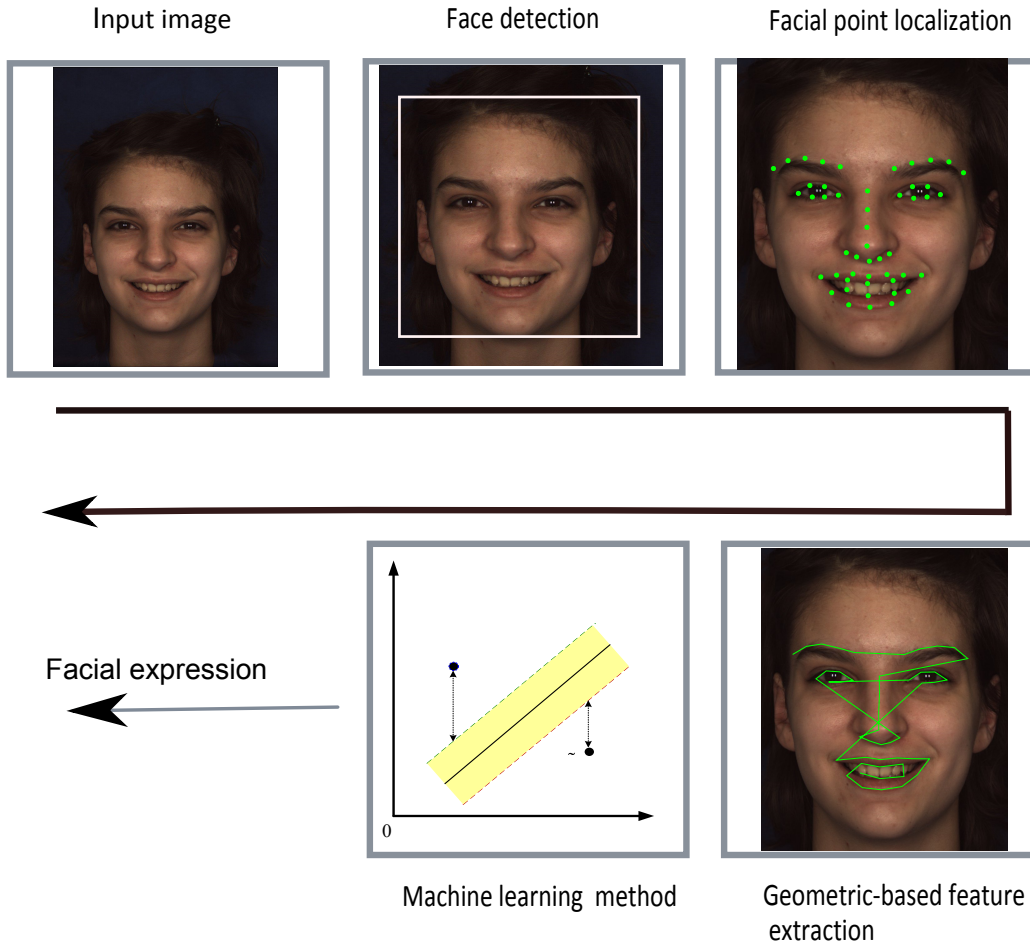 Input image
Face detection
Facial point localization
Facial expression
0
~
Machine learning  method
Geometric-based feature
extraction